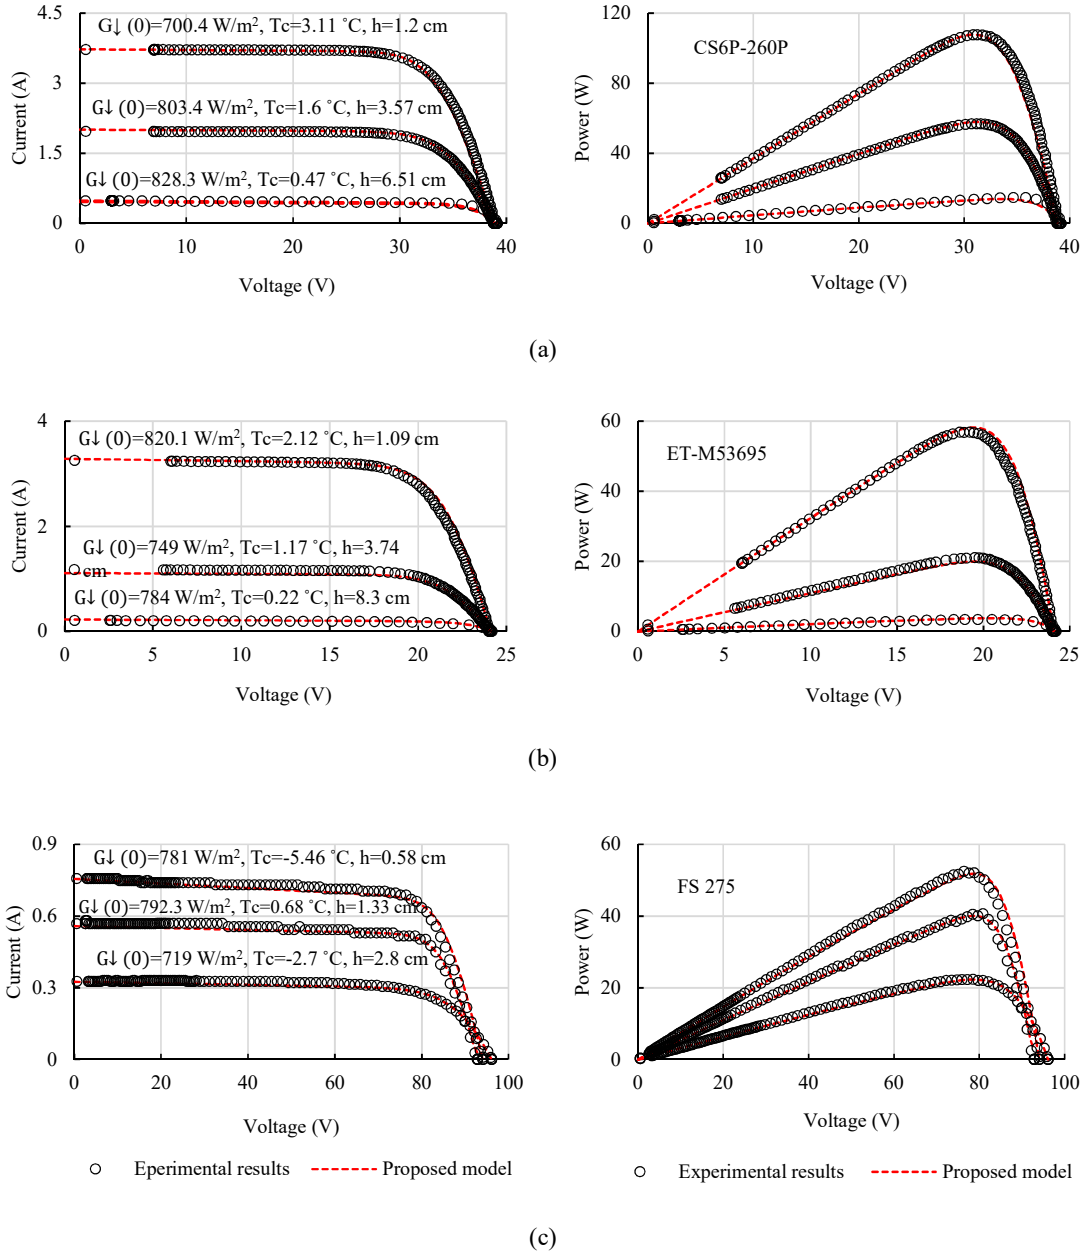 G↓ (0)=700.4 W/m², Tc=3.11 ˚C, h=1.2 cm
G↓ (0)=803.4 W/m², Tc=1.6 ˚C, h=3.57 cm
G↓ (0)=828.3 W/m², Tc=0.47 ˚C, h=6.51 cm
4.5
3
1.5
0
Current (A)
0 10 20 30 40
Voltage (V)
CS6P-260P
120
80
40
0
Power (W)
0 10 20 30 40
Voltage (V)
(a)
G↓ (0)=820.1 W/m², Tc=2.12 ˚C, h=1.09 cm
G↓ (0)=749 W/m², Tc=1.17 ˚C, h=3.74
cm
G↓ (0)=784 W/m², Tc=0.22 ˚C, h=8.3 cm
4
2
0
Current (A)
0 5 10 15 20 25
Voltage (V)
ET-M53695
60
40
20
0
Power (W)
0 5 10 15 20 25
Voltage (V)
(b)
G↓ (0)=781 W/m², Tc=-5.46 ˚C, h=0.58 cm
G↓ (0)=792.3 W/m², Tc=0.68 ˚C, h=1.33 cm
G↓ (0)=719 W/m², Tc=-2.7 ˚C, h=2.8 cm
0.9
0.6
0.3
0
Current (A)
0 20 40 60 80 100
Voltage (V)
Eperimental results
Proposed model
FS 275
60
40
20
0
Power (W)
0 20 40 60 80 100
Voltage (V)
Experimental results
Proposed model
(c)